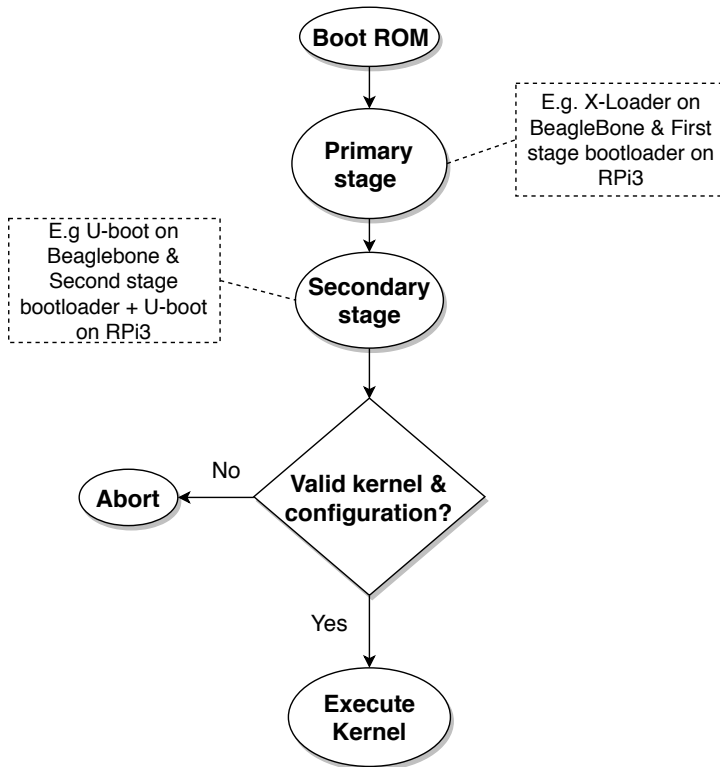 Boot ROM
E.g. X-Loader on
BeagleBone & First
stage bootloader on
RPi3
Primary
stage
E.g U-boot on
Beaglebone &
Second stage
bootloader + U-boot
on RPi3
Secondary
stage
Valid kernel &
configuration?
No
Abort
Yes
Execute
Kernel